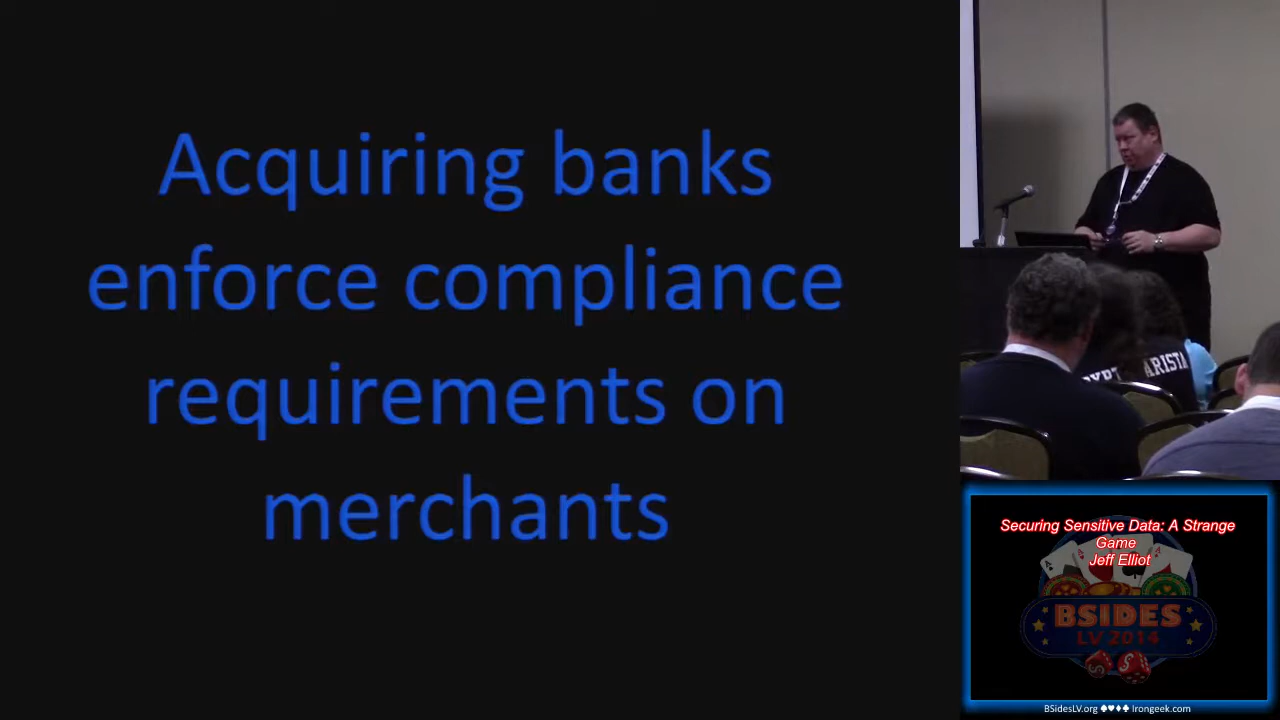 Acquiring banks
enforce compliance
requirements on
merchants
ARISTA
Securing Sensitive Data: A Strange
Game
Jeff Elliot
BSIDES
LV 2014
BSidesLV.org ♠♥♦♣ Irongeek.com